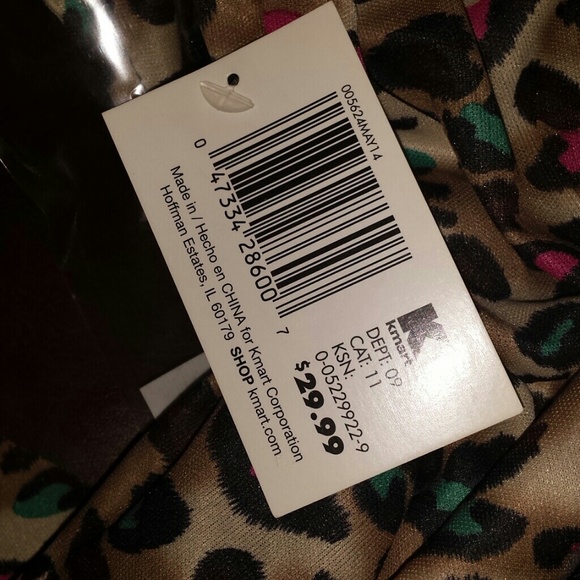 005624MAY14
0 47334 28600 7
K
kmart
DEPT: 09
CAT: 11
KSN:
0-05229922-9
$29.99
Made in / Hecho en CHINA for Kmart Corporation
Hoffman Estates, IL 60179 SHOP kmart.com